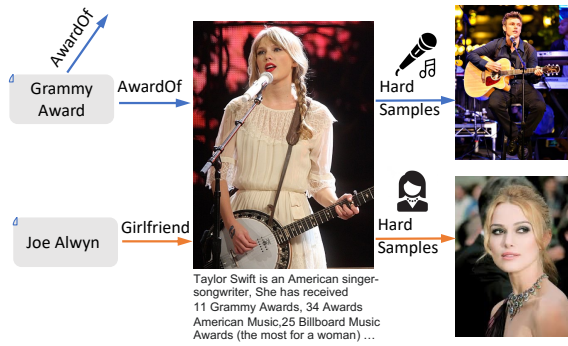 AwardOf
Grammy
Award
AwardOf
Hard
Samples
Joe Alwyn
Girlfriend
Hard
Samples
Taylor Swift is an American singer-
songwriter, She has received
11 Grammy Awards, 34 Awards
American Music,25 Billboard Music
Awards (the most for a woman) ...